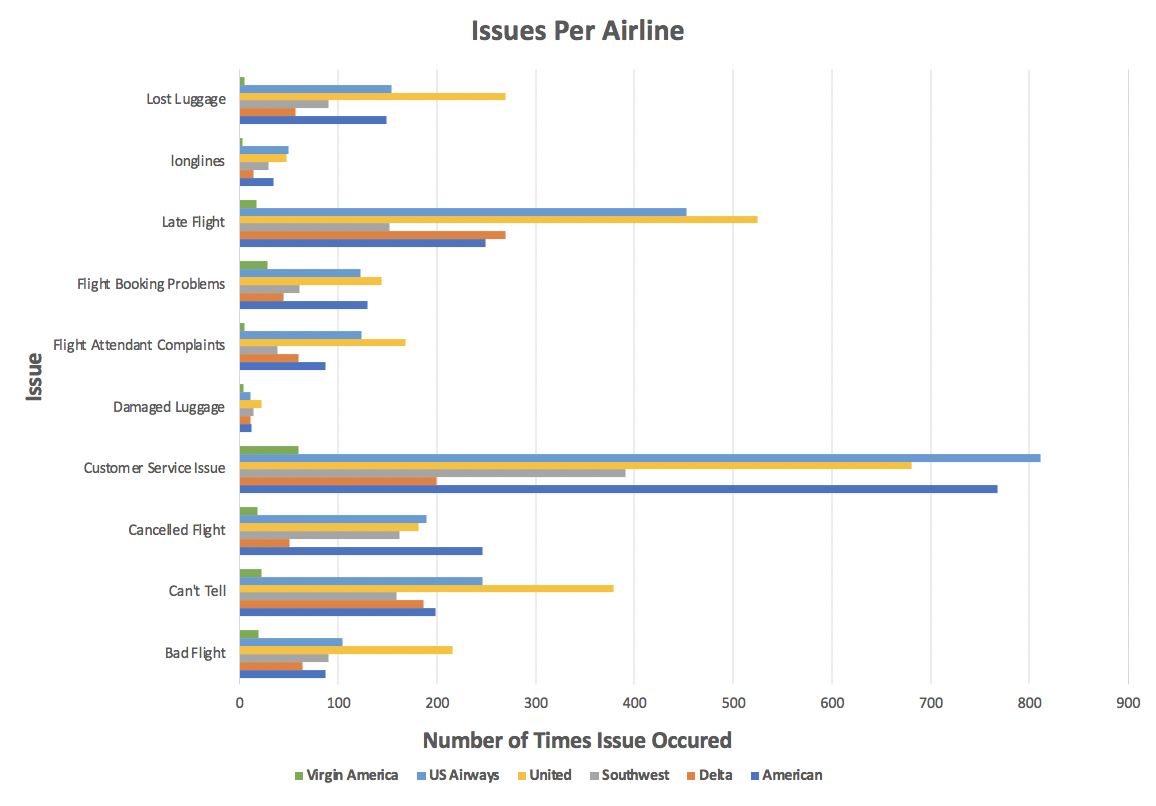 Issues Per Airline
Lost Luggage
longlines
Late Flight
Flight Booking Problems
Flight Attendant Complaints
Damaged Luggage
Customer Service Issue
Cancelled Flight
Can't Tell
Bad Flight
Issue
0 100 200 300 400 500 600 700 800 900
Number of Times Issue Occured
Virgin America US Airways United Southwest Delta American